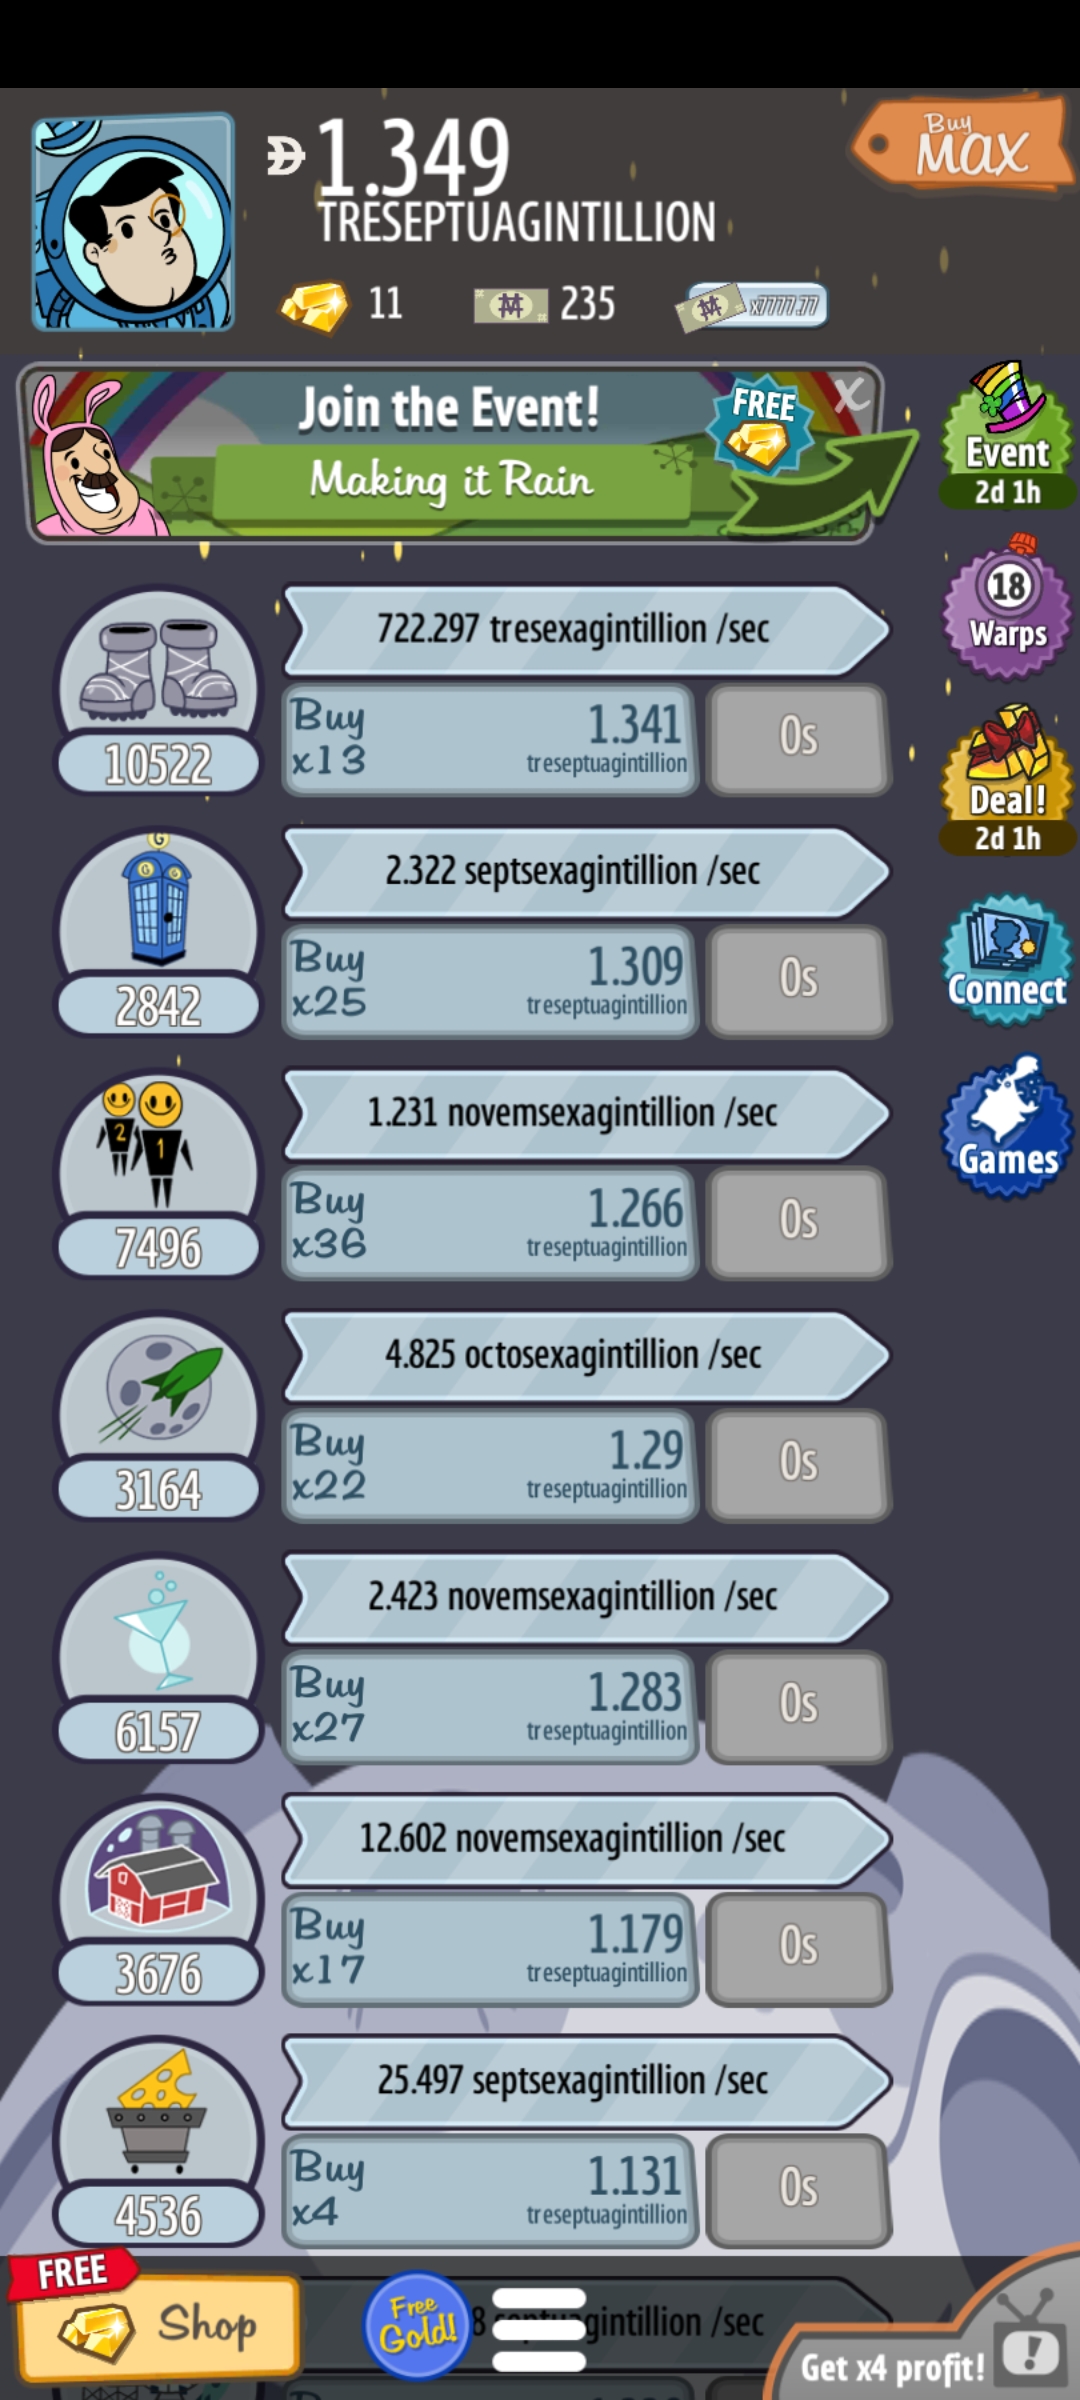 Buy
MAX
1.349
TRESEPTUAGINTILLION
11
235
x7777.77
Join the Event!
FREE
X
Making it Rain
Event
2d 1h
722.297 tresexagintillion /sec
18
Warps
Buy
x13
1.341
treseptuagintillion
0s
10522
Deal!
2d 1h
G
G G
2.322 septsexagintillion /sec
Buy
x25
1.309
treseptuagintillion
0s
2842
Connect
2 1
1.231 novemsexagintillion /sec
Buy
x36
1.266
treseptuagintillion
0s
7496
Games
4.825 octosexagintillion /sec
Buy
x22
1.29
treseptuagintillion
0s
3164
2.423 novemsexagintillion /sec
Buy
x27
1.283
treseptuagintillion
0s
6157
12.602 novemsexagintillion /sec
Buy
x17
1.179
treseptuagintillion
0s
3676
25.497 septsexagintillion /sec
Buy
x4
1.131
treseptuagintillion
0s
4536
FREE
Shop
Free
Gold!
8 septuagintillion /sec
Get x4 profit!
!